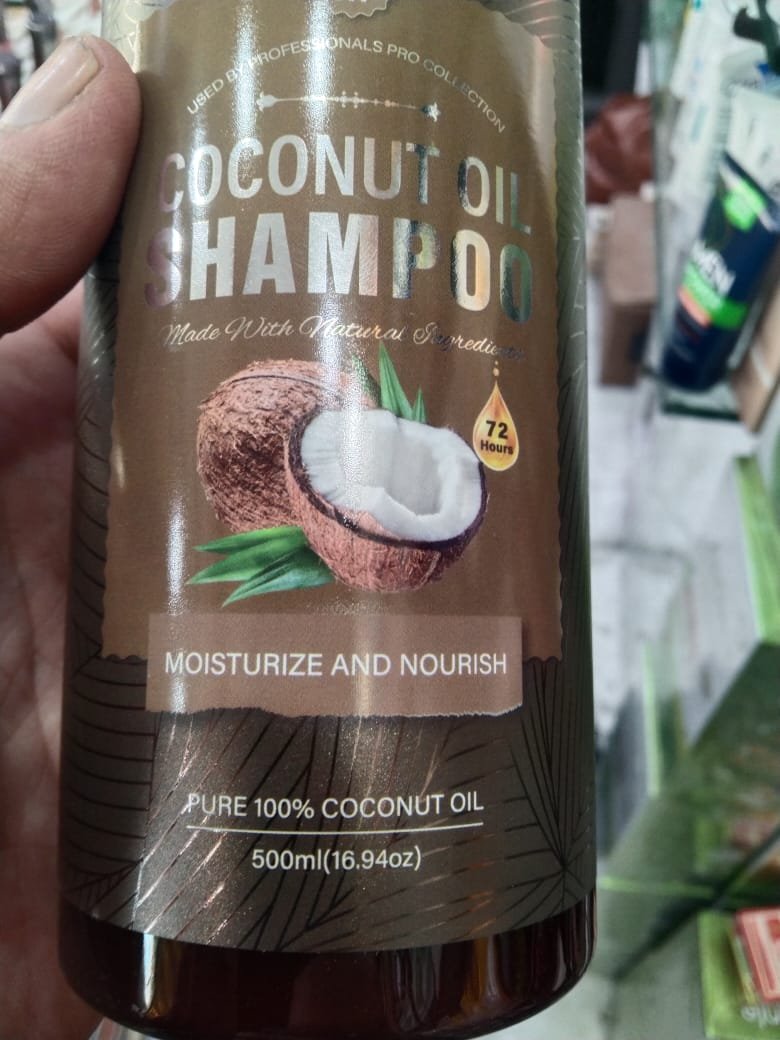 USED BY PROFESSIONALS PRO COLLECTION
COCONUT OIL
SHAMPOO
Made With Natural Ingredients
72
Hours
MOISTURIZE AND NOURISH
PURE 100% COCONUT OIL
500ml(16.94oz)